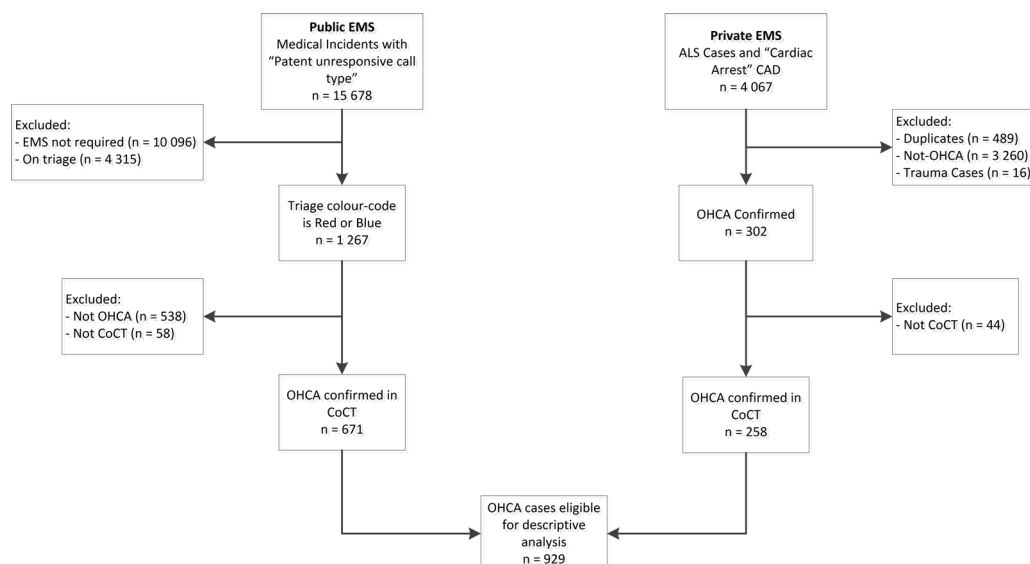 Public EMS
Medical Incidents with
“Patent unresponsive call
type”
n = 15 678
Private EMS
ALS Cases and “Cardiac
Arrest” CAD
n = 4 067
Excluded:
- EMS not required (n = 10 096)
- On triage (n = 4 315)
Excluded:
- Duplicates (n = 489)
- Not-OHCA (n = 3 260)
- Trauma Cases (n = 16)
Triage colour-code
is Red or Blue
n = 1 267
OHCA Confirmed
n = 302
Excluded:
- Not OHCA (n = 538)
- Not CoCT (n = 58)
Excluded:
- Not CoCT (n = 44)
OHCA confirmed in
CoCT
n = 671
OHCA confirmed in
CoCT
n = 258
OHCA cases eligible
for descriptive
analysis
n = 929